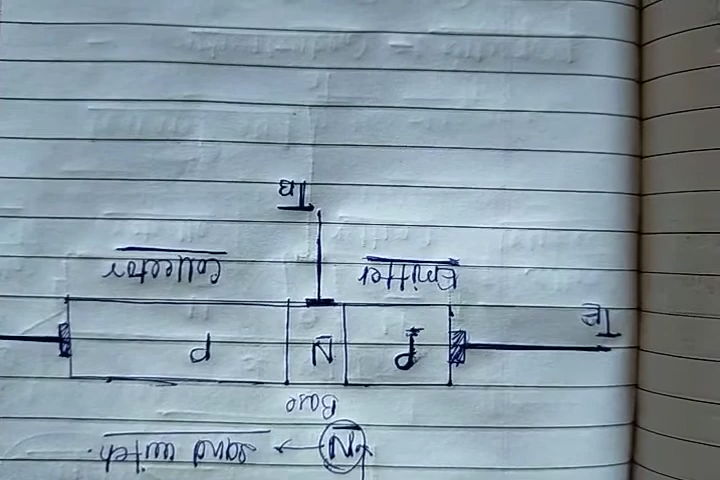 N → sand witch.
Base
P N P
IE
Emitter Collector
IB